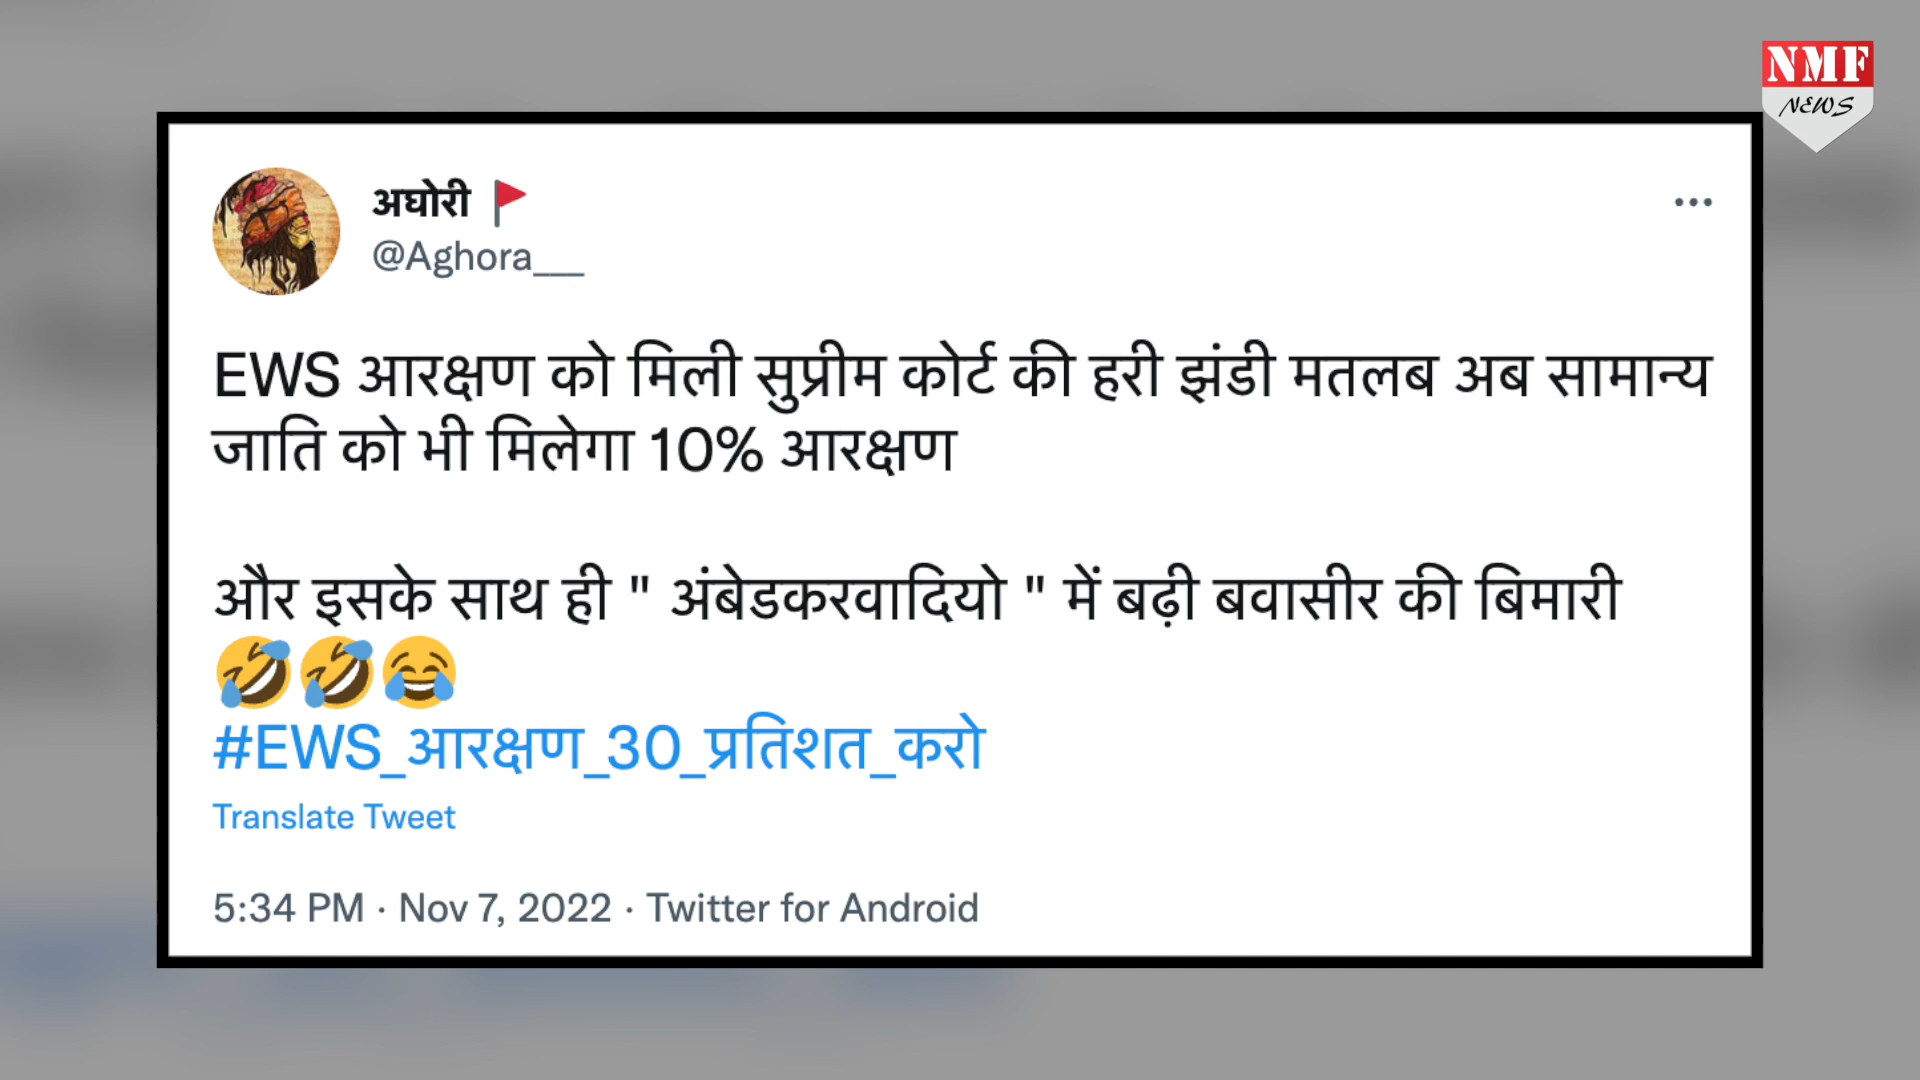 NMF
NEWS
अघोरी 🚩
@Aghora___
EWS आरक्षण को मिली सुप्रीम कोर्ट की हरी झंडी मतलब अब सामान्य
जाति को भी मिलेगा 10% आरक्षण
और इसके साथ ही " अंबेडकरवादियो " में बढ़ी बवासीर की बिमारी
🤣🤣😂
#EWS_आरक्षण_30_प्रतिशत_करो
Translate Tweet
5:34 PM · Nov 7, 2022 · Twitter for Android